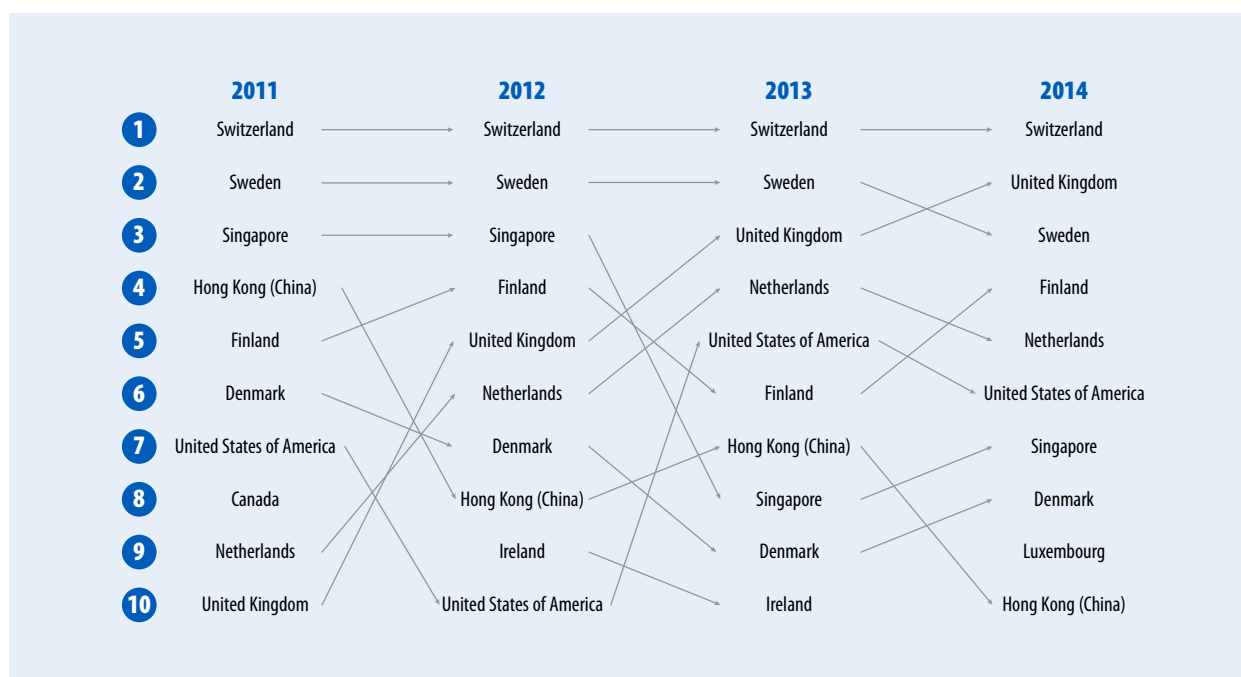 2011 2012 2013 2014
1 Switzerland Switzerland Switzerland Switzerland
2 Sweden Sweden Sweden United Kingdom
3 Singapore Singapore United Kingdom Sweden
4 Hong Kong (China) Finland Netherlands Finland
5 Finland United Kingdom United States of America Netherlands
6 Denmark Netherlands Finland United States of America
7 United States of America Denmark Hong Kong (China) Singapore
8 Canada Hong Kong (China) Singapore Denmark
9 Netherlands Ireland Denmark Luxembourg
10 United Kingdom United States of America Ireland Hong Kong (China)